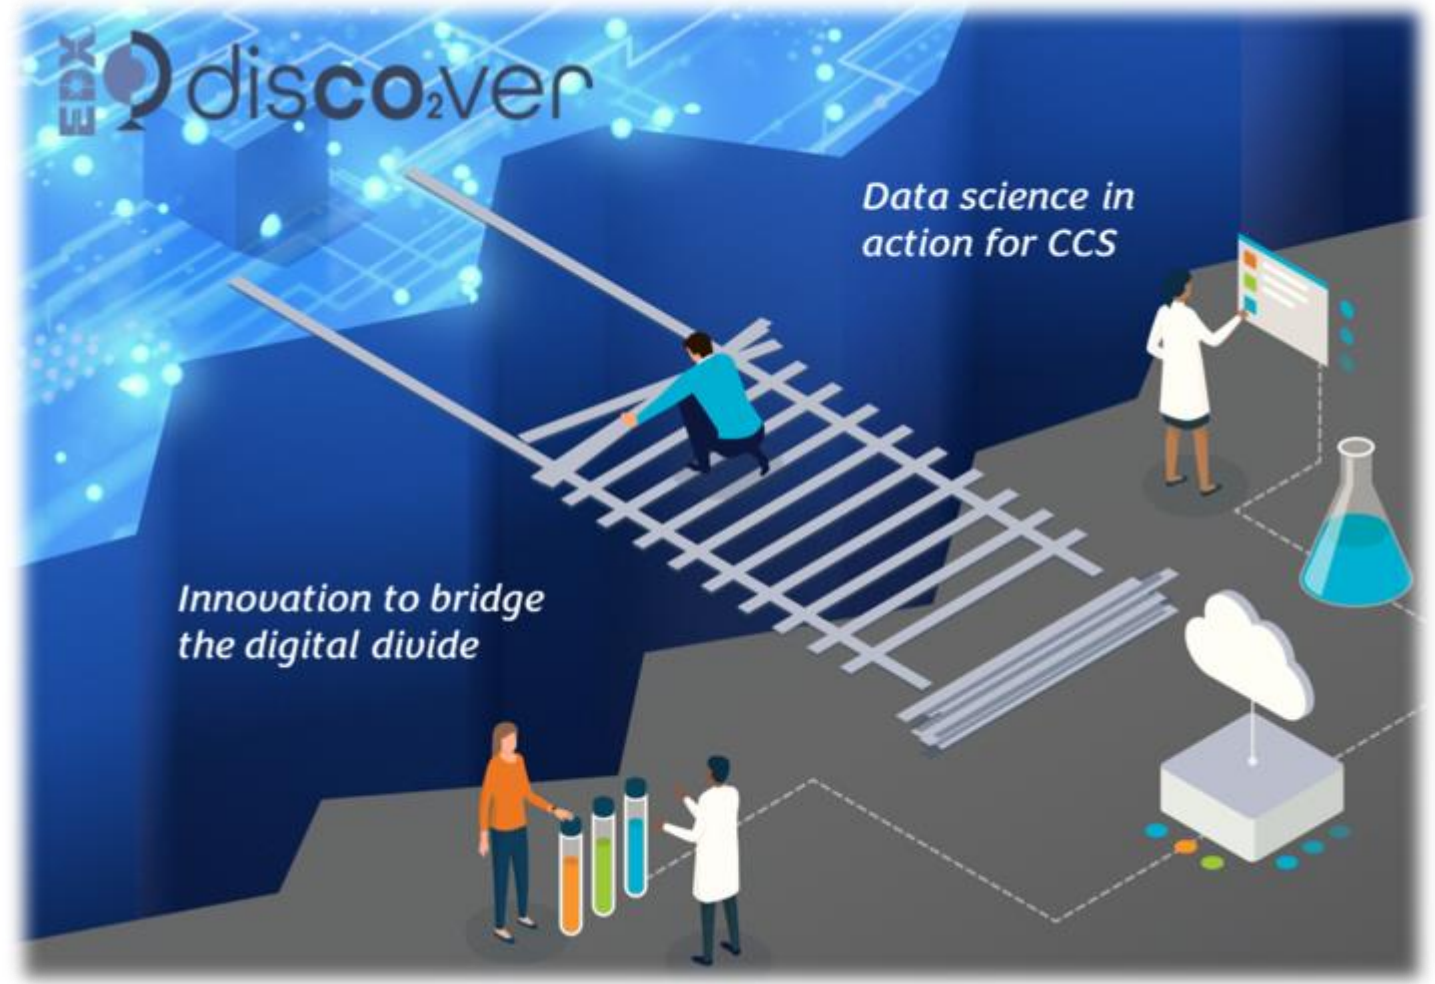 EDX
disco₂ver
Data science in
action for CCS
Innovation to bridge
the digital divide